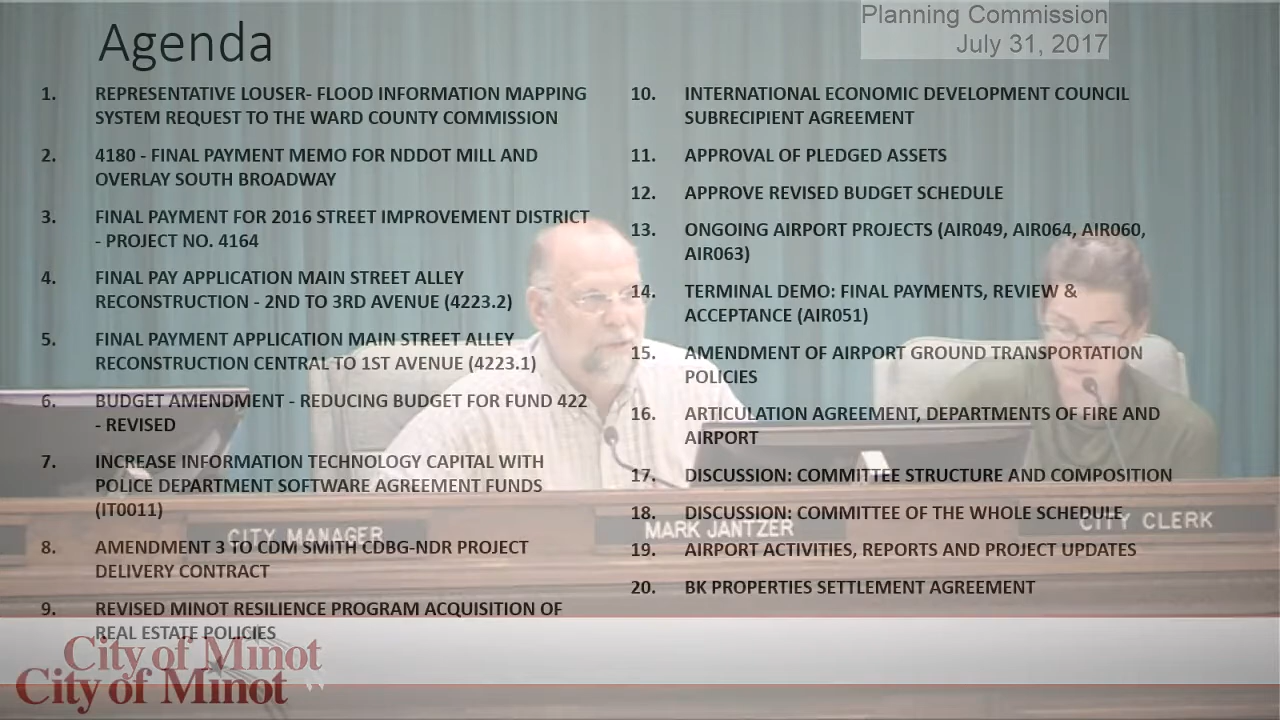 Planning Commission
July 31, 2017
Agenda
1. REPRESENTATIVE LOUSER- FLOOD INFORMATION MAPPING
SYSTEM REQUEST TO THE WARD COUNTY COMMISSION
2. 4180 - FINAL PAYMENT MEMO FOR NDDOT MILL AND
OVERLAY SOUTH BROADWAY
3. FINAL PAYMENT FOR 2016 STREET IMPROVEMENT DISTRICT
- PROJECT NO. 4164
4. FINAL PAY APPLICATION MAIN STREET ALLEY
RECONSTRUCTION - 2ND TO 3RD AVENUE (4223.2)
5. FINAL PAYMENT APPLICATION MAIN STREET ALLEY
RECONSTRUCTION CENTRAL TO 1ST AVENUE (4223.1)
6. BUDGET AMENDMENT - REDUCING BUDGET FOR FUND 422
- REVISED
7. INCREASE INFORMATION TECHNOLOGY CAPITAL WITH
POLICE DEPARTMENT SOFTWARE AGREEMENT FUNDS
(IT0011)
8. AMENDMENT 3 TO CDM SMITH CDBG-NDR PROJECT
DELIVERY CONTRACT
9. REVISED MINOT RESILIENCE PROGRAM ACQUISITION OF
REAL ESTATE POLICIES
10. INTERNATIONAL ECONOMIC DEVELOPMENT COUNCIL
SUBRECIPIENT AGREEMENT
11. APPROVAL OF PLEDGED ASSETS
12. APPROVE REVISED BUDGET SCHEDULE
13. ONGOING AIRPORT PROJECTS (AIR049, AIR064, AIR060,
AIR063)
14. TERMINAL DEMO: FINAL PAYMENTS, REVIEW &
ACCEPTANCE (AIR051)
15. AMENDMENT OF AIRPORT GROUND TRANSPORTATION
POLICIES
16. ARTICULATION AGREEMENT, DEPARTMENTS OF FIRE AND
AIRPORT
17. DISCUSSION: COMMITTEE STRUCTURE AND COMPOSITION
18. DISCUSSION: COMMITTEE OF THE WHOLE SCHEDULE
19. AIRPORT ACTIVITIES, REPORTS AND PROJECT UPDATES
20. BK PROPERTIES SETTLEMENT AGREEMENT
CITY MANAGER
MARK JANTZER
CITY CLERK
City of Minot
City of Minot